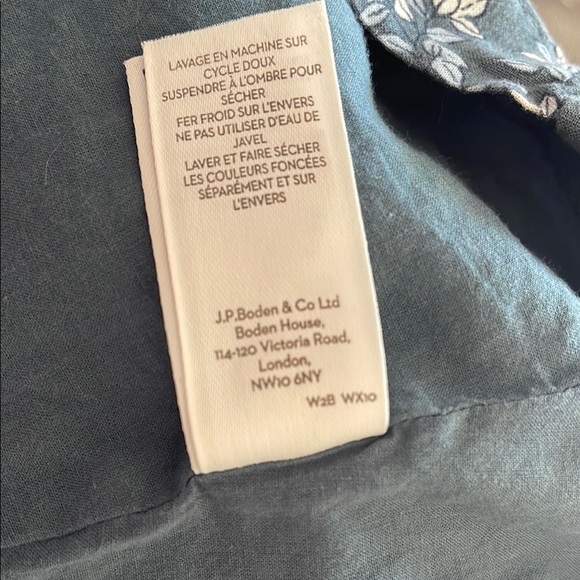 LAVAGE EN MACHINE SUR
CYCLE DOUX
SUSPENDRE À L'OMBRE POUR
SÉCHER
FER FROID SUR L'ENVERS
NE PAS UTILISER D'EAU DE
JAVEL
LAVER ET FAIRE SÉCHER
LES COULEURS FONCÉES
SÉPARÉMENT ET SUR
L'ENVERS
J.P.Boden & Co Ltd
Boden House,
114-120 Victoria Road,
London,
NW10 6NY
W2B WX10